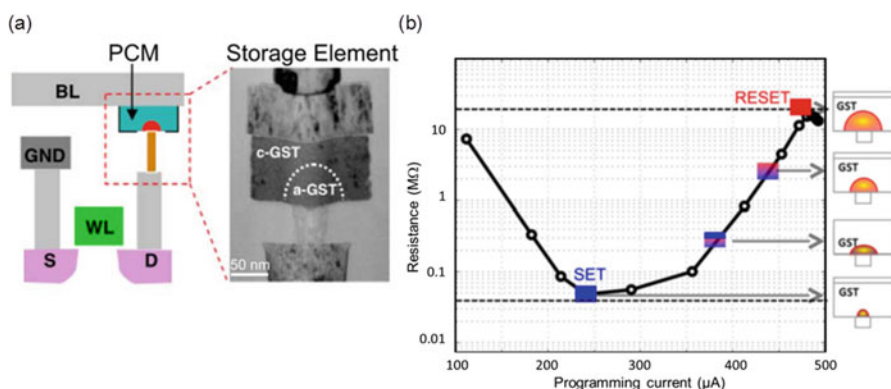 (a)
PCM
BL
GND
WL
S
D
Storage Element
c-GST
a-GST
50 nm
(b)
Resistance (MΩ)
10
1
0.1
0.01
100
200
300
400
500
Programming current (µA)
RESET
SET
GST
GST
GST
GST